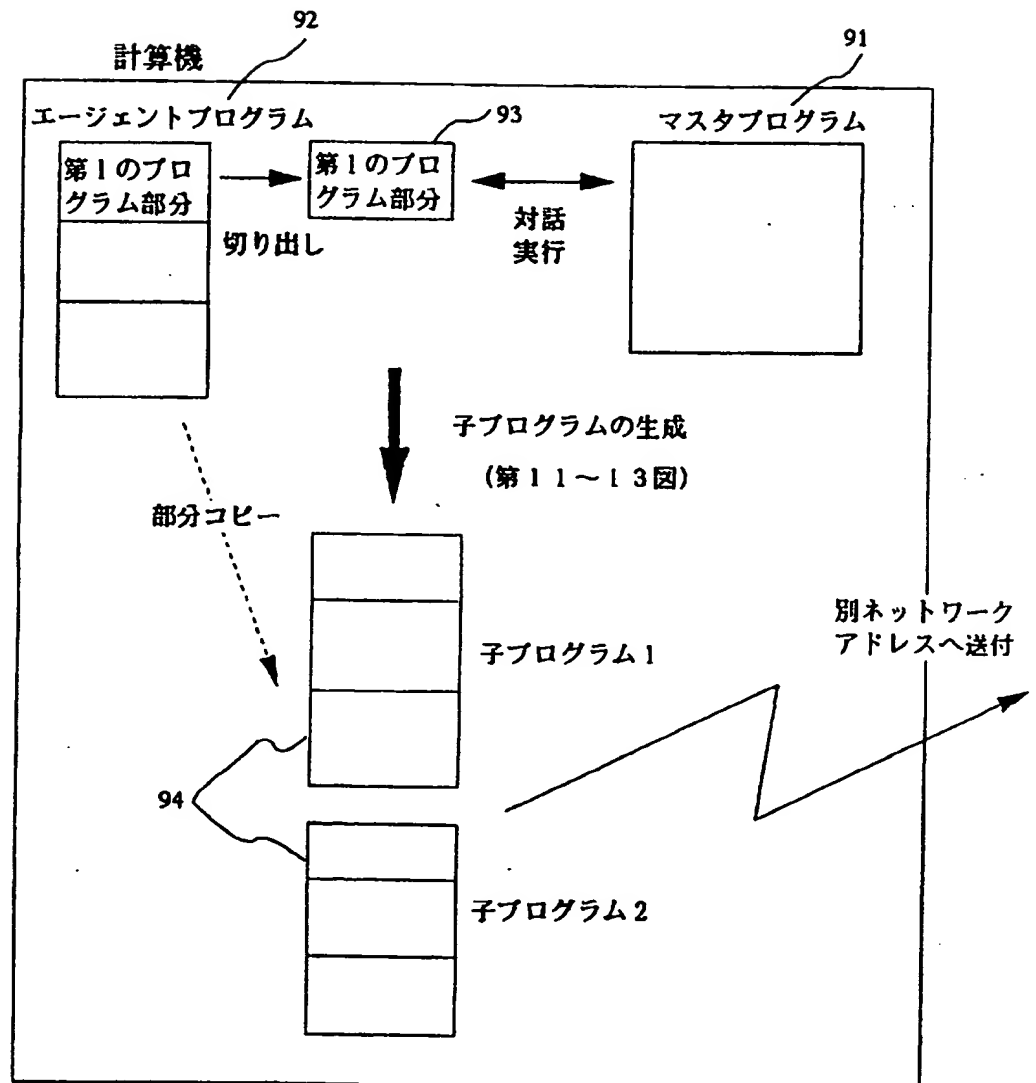 92
91
計算機
エージェントプログラム
93
マスタプログラム
第1のプロ
グラム部分
第1のプロ
グラム部分
切り出し
対話
実行
子プログラムの生成
(第11～13図)
部分コピー
別ネットワーク
アドレスへ送付
子プログラム1
94
子プログラム2